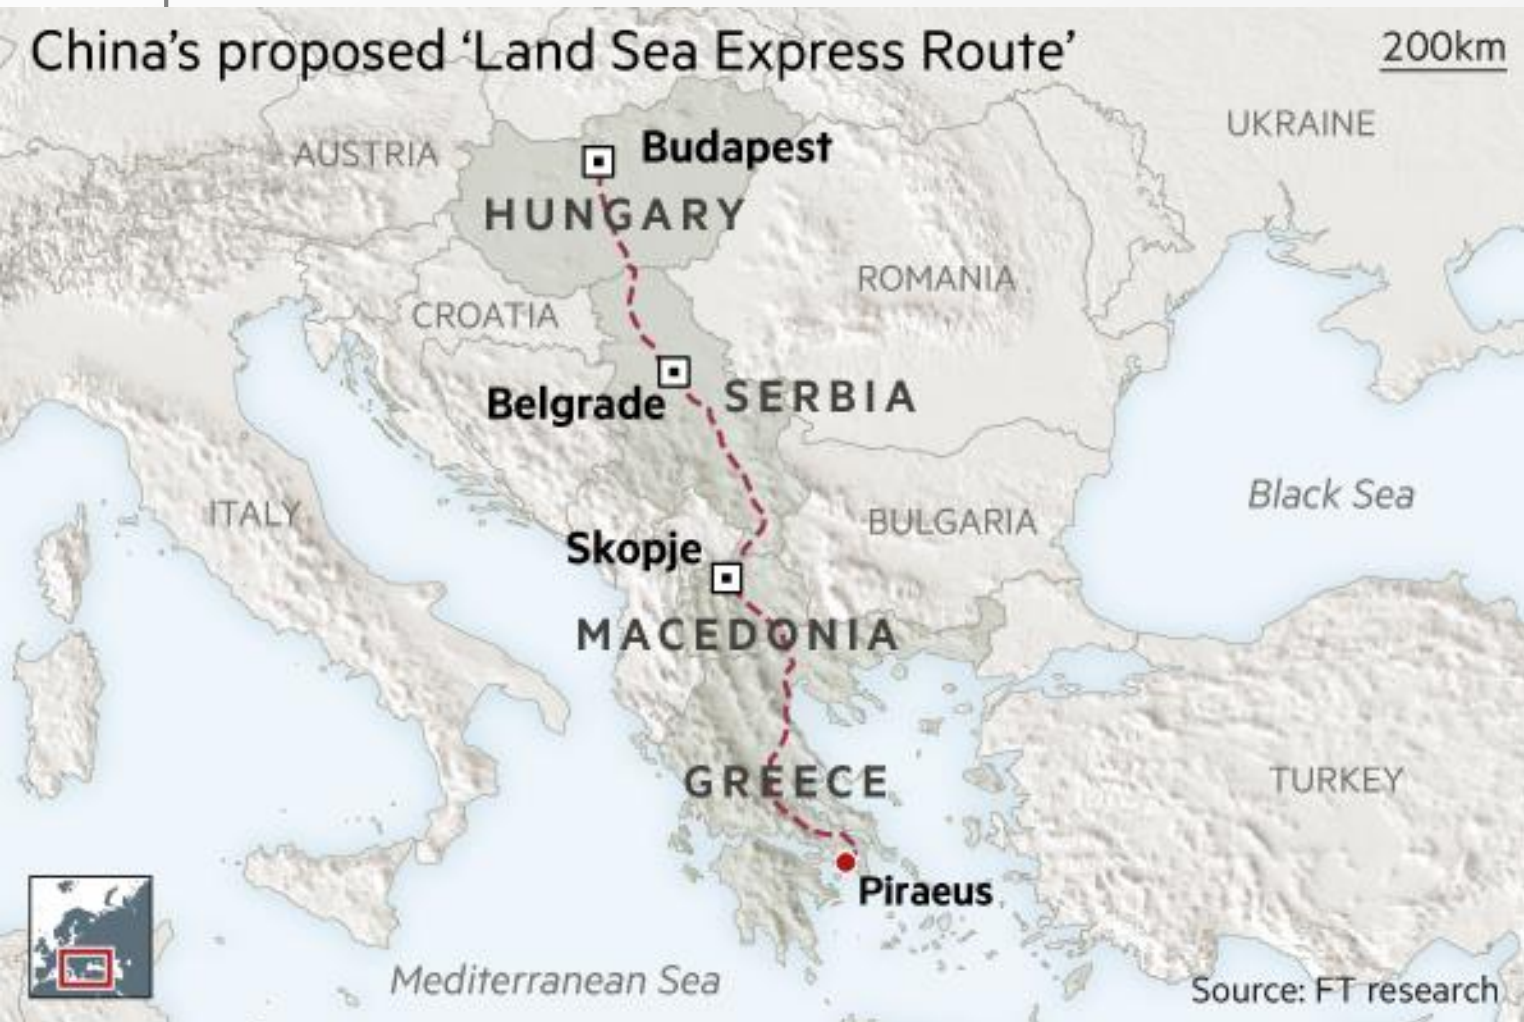 China's proposed ‘Land Sea Express Route’
200km
UKRAINE
AUSTRIA
Budapest
HUNGARY
ROMANIA
CROATIA
Belgrade
SERBIA
Black Sea
ITALY
BULGARIA
Skopje
MACEDONIA
GREECE
TURKEY
Piraeus
Mediterranean Sea
Source: FT research